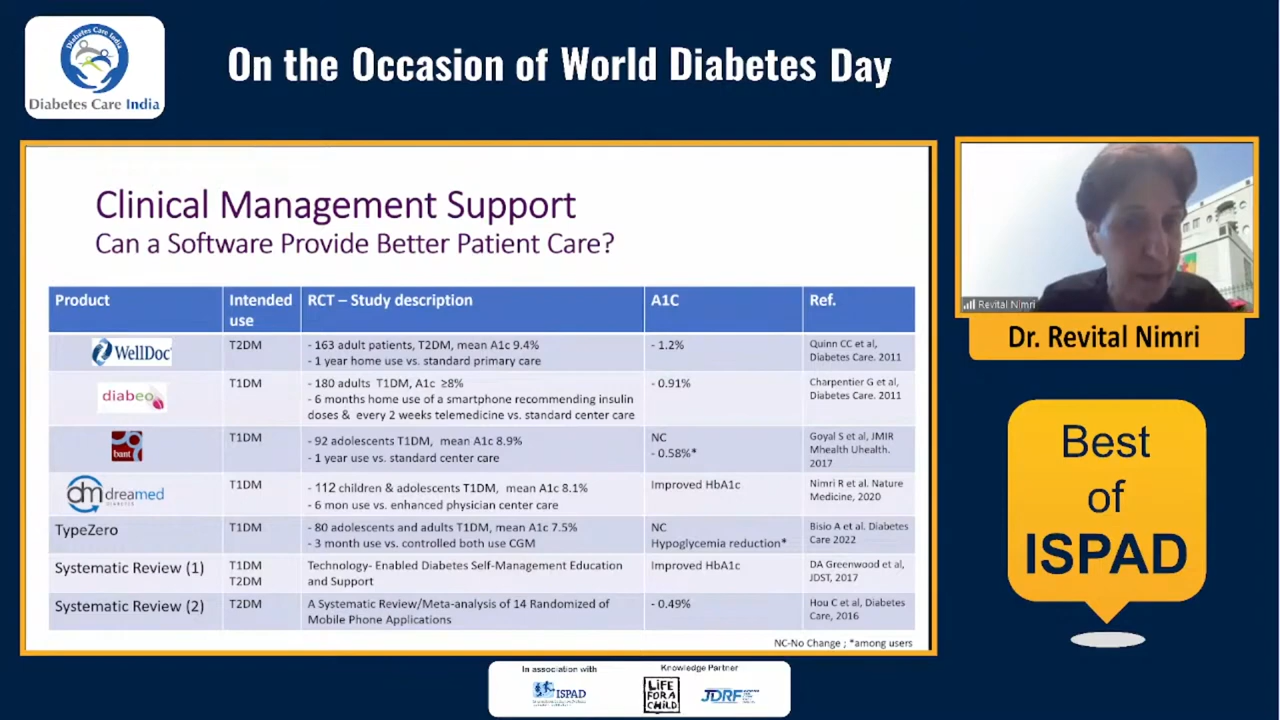 Diabetes Care India
Diabetes Care India
On the Occasion of World Diabetes Day
Clinical Management Support
Can a Software Provide Better Patient Care?
Product
Intended
use
RCT – Study description
A1C
Ref.
WellDoc
T2DM
- 163 adult patients, T2DM, mean A1c 9.4%
- 1 year home use vs. standard primary care
- 1.2%
Quinn CC et al,
Diabetes Care. 2011
diabeo
T1DM
- 180 adults T1DM, A1c ≥8%
- 6 months home use of a smartphone recommending insulin
doses & every 2 weeks telemedicine vs. standard center care
- 0.91%
Charpentier G et al,
Diabetes Care. 2011
bant
T1DM
- 92 adolescents T1DM, mean A1c 8.9%
- 1 year use vs. standard center care
NC
- 0.58%*
Goyal S et al, JMIR
Mhealth Uhealth.
2017
dm dreamed
T1DM
- 112 children & adolescents T1DM, mean A1c 8.1%
- 6 mon use vs. enhanced physician center care
Improved HbA1c
Nimri R et al. Nature
Medicine, 2020
TypeZero
T1DM
- 80 adolescents and adults T1DM, mean A1c 7.5%
- 3 month use vs. controlled both use CGM
NC
Hypoglycemia reduction*
Bisio A et al. Diabetes
Care 2022
Systematic Review (1)
T1DM
T2DM
Technology- Enabled Diabetes Self-Management Education
and Support
Improved HbA1c
DA Greenwood et al,
JDST, 2017
Systematic Review (2)
T2DM
A Systematic Review/Meta-analysis of 14 Randomized of
Mobile Phone Applications
- 0.49%
Hou C et al, Diabetes
Care, 2016
NC-No Change ; *among users
Revital Nimri
Dr. Revital Nimri
Best
of
ISPAD
In association with
ISPAD
Knowledge Partner
LIFE
FOR A
CHILD
JDRF